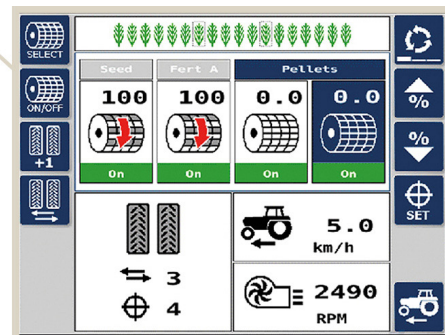 SELECT
ON/OFF
+1
Seed
Fert A
Pellets
100
100
0.0
0.0
On
On
On
On
3
4
5.0
km/h
2490
RPM
%
%
SET